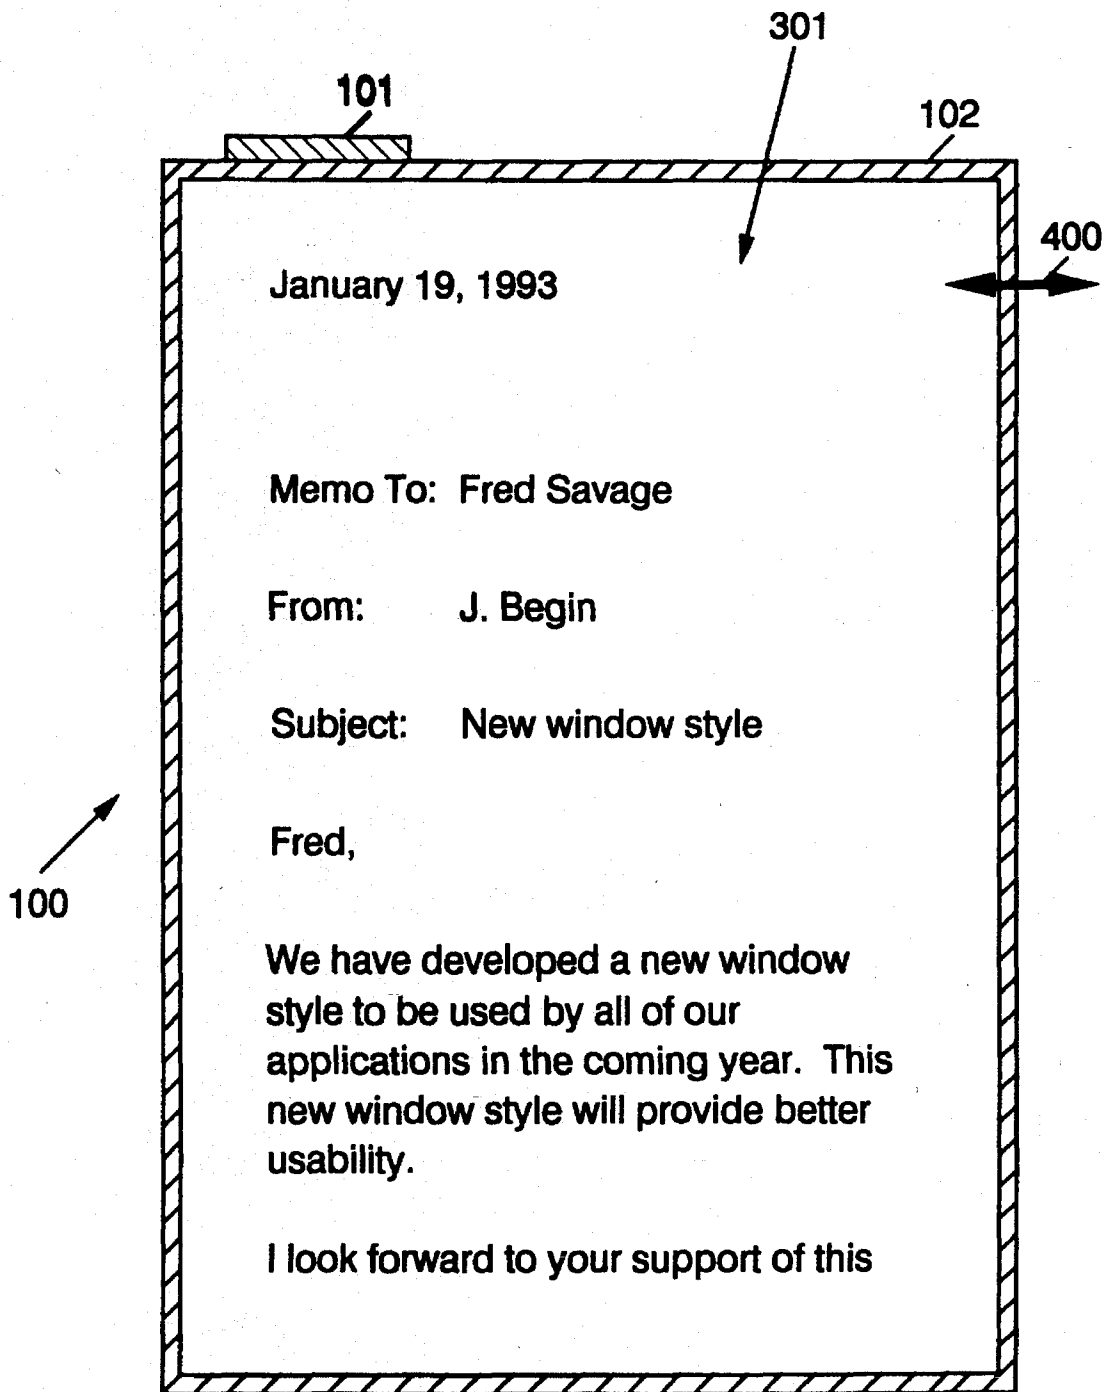 301
101
102
400
January 19, 1993
Memo To: Fred Savage
From: J. Begin
Subject: New window style
Fred,
100
We have developed a new window
style to be used by all of our
applications in the coming year. This
new window style will provide better
usability.
I look forward to your support of this